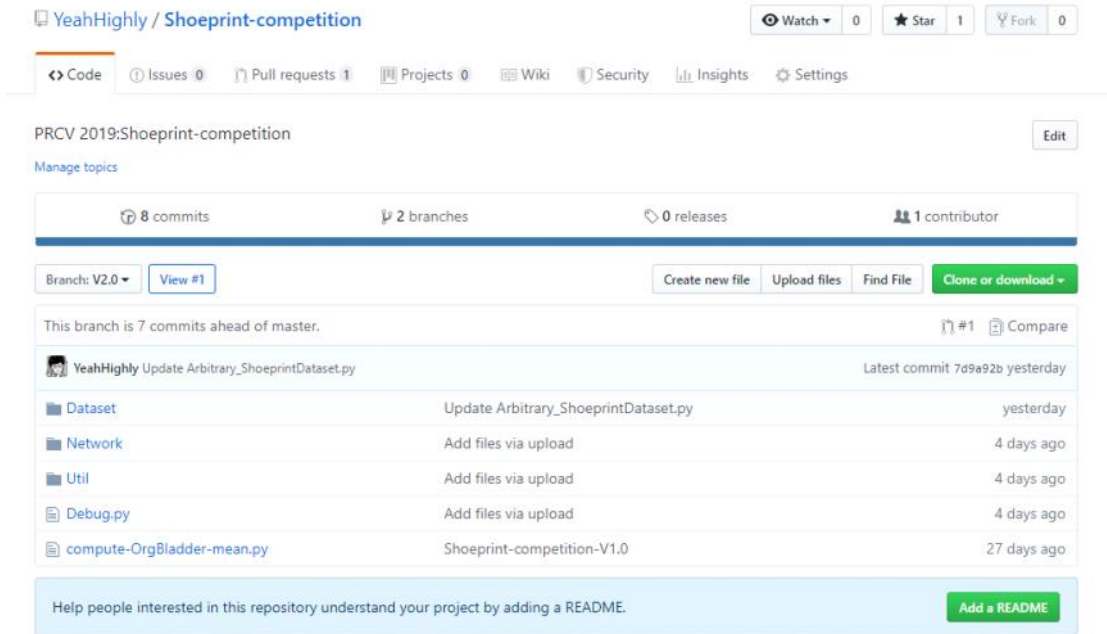 YeahHighly / Shoeprint-competition Watch 0 Star 1 Fork 0
Code Issues 0 Pull requests 1 Projects 0 Wiki Security Insights Settings
PRCV 2019:Shoeprint-competition Edit
Manage topics
8 commits 2 branches 0 releases 1 contributor
Branch: V2.0 View #1 Create new file Upload files Find File Clone or download
This branch is 7 commits ahead of master. #1 Compare
YeahHighly Update Arbitrary_ShoeprintDataset.py Latest commit 7d9a92b yesterday
Dataset Update Arbitrary_ShoeprintDataset.py yesterday
Network Add files via upload 4 days ago
Util Add files via upload 4 days ago
Debug.py Add files via upload 4 days ago
compute-OrgBladder-mean.py Shoeprint-competition-V1.0 27 days ago
Help people interested in this repository understand your project by adding a README. Add a README